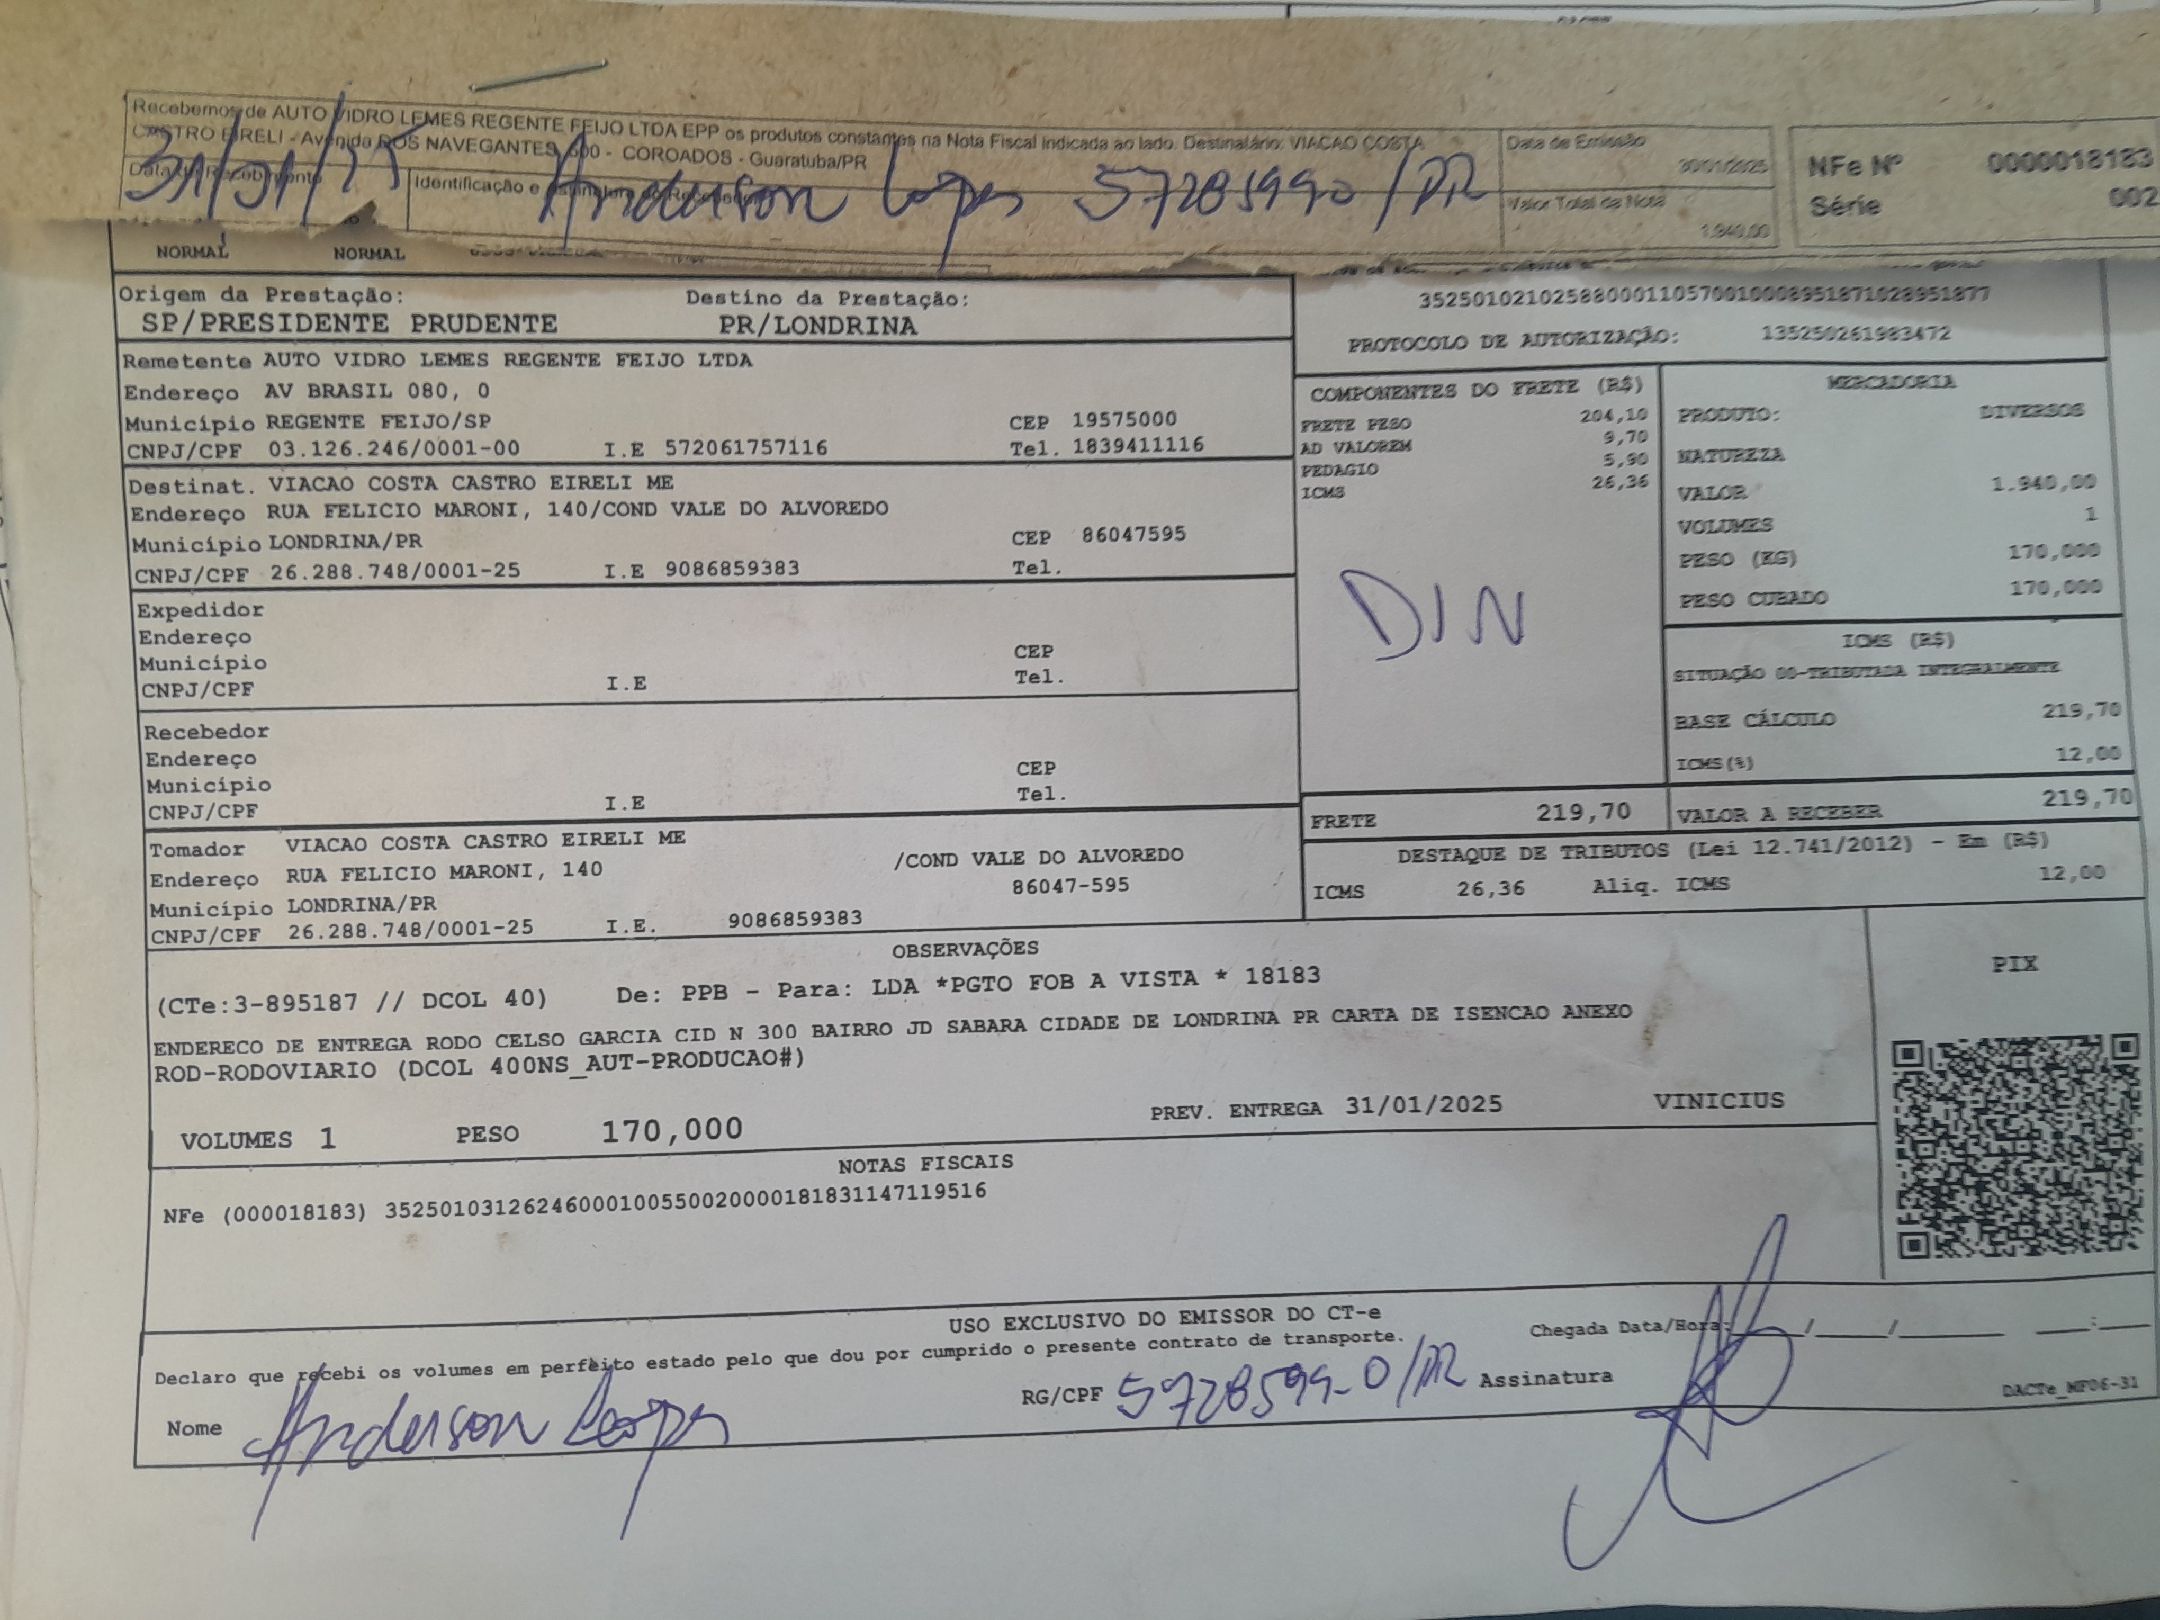 Recebemos de AUTO VIDRO LEMES REGENTE FEIJO LTDA EPP os produtos constantes na Nota Fiscal indicada ao lado. Destinatário: VIACAO COSTA
CASTRO EIRELI - Avenida DOS NAVEGANTES, 500 - COROADOS - Guaratuba/PR
Data de Recebimento
31/01/25
Identificação e assinatura do Recebedor
Anderson Lopes 5728599-0/PR
Data de Emissão
30/01/2025
Valor Total da Nota
1.940,00
NFe Nº 0000018183
Série 002
NORMAL NORMAL
Origem da Prestação: Destino da Prestação:
SP/PRESIDENTE PRUDENTE PR/LONDRINA
Remetente AUTO VIDRO LEMES REGENTE FEIJO LTDA
Endereço AV BRASIL 080, 0
Município REGENTE FEIJO/SP CEP 19575000
CNPJ/CPF 03.126.246/0001-00 I.E 572061757116 Tel. 1839411116
Destinat. VIACAO COSTA CASTRO EIRELI ME
Endereço RUA FELICIO MARONI, 140/COND VALE DO ALVOREDO
Município LONDRINA/PR CEP 86047595
CNPJ/CPF 26.288.748/0001-25 I.E 9086859383 Tel.
Expedidor
Endereço
Município CEP
CNPJ/CPF I.E Tel.
Recebedor
Endereço
Município CEP
CNPJ/CPF I.E Tel.
Tomador VIACAO COSTA CASTRO EIRELI ME
Endereço RUA FELICIO MARONI, 140 /COND VALE DO ALVOREDO
Município LONDRINA/PR 86047-595
CNPJ/CPF 26.288.748/0001-25 I.E. 9086859383
35250102102588000110570010008951871028951877
PROTOCOLO DE AUTORIZAÇÃO: 135250261983472
COMPONENTES DO FRETE (R$)
FRETE PESO 204,10
AD VALOREM 9,70
PEDAGIO 5,90
ICMS 26,36
DIN
MERCADORIA
PRODUTO: DIVERSOS
NATUREZA
VALOR 1.940,00
VOLUMES 1
PESO (KG) 170,000
PESO CUBADO 170,000
ICMS (R$)
SITUAÇÃO 00-TRIBUTADA INTEGRALMENTE
BASE CÁLCULO 219,70
ICMS(%) 12,00
FRETE 219,70 VALOR A RECEBER 219,70
DESTAQUE DE TRIBUTOS (Lei 12.741/2012) - Em (R$)
ICMS 26,36 Aliq. ICMS 12,00
OBSERVAÇÕES
(CTe:3-895187 // DCOL 40) De: PPB - Para: LDA *PGTO FOB A VISTA * 18183
ENDERECO DE ENTREGA RODO CELSO GARCIA CID N 300 BAIRRO JD SABARA CIDADE DE LONDRINA PR CARTA DE ISENCAO ANEXO
ROD-RODOVIARIO (DCOL 400NS_AUT-PRODUCAO#)
VOLUMES 1 PESO 170,000 PREV. ENTREGA 31/01/2025 VINICIUS
PIX
NOTAS FISCAIS
NFe (000018183) 35250103126246000100550020000181831147119516
USO EXCLUSIVO DO EMISSOR DO CT-e
Declaro que recebi os volumes em perfeito estado pelo que dou por cumprido o presente contrato de transporte.
Chegada Data/Hora: / / :
Nome Anderson Lopes RG/CPF 5728599-0/PR Assinatura
DACTe_MF06-31